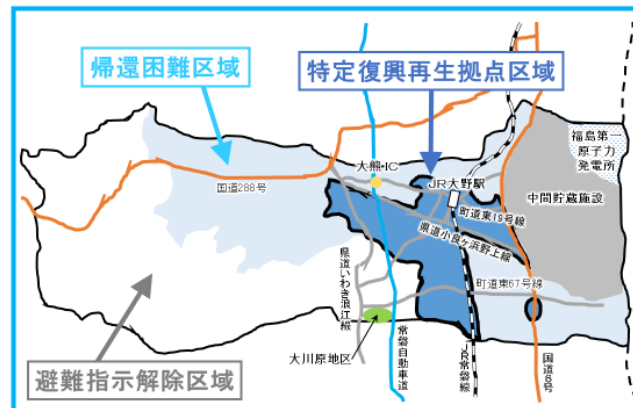 帰還困難区域
特定復興再生拠点区域
福島第一
原子力
発電所
大熊IC
JR大野駅
国道288号
中間貯蔵施設
町道東19号線
県道小良ヶ浜野上線
町道東67号線
県道いわき浪江線
大川原地区
常磐自動車道
JR常磐線
国道6号
避難指示解除区域